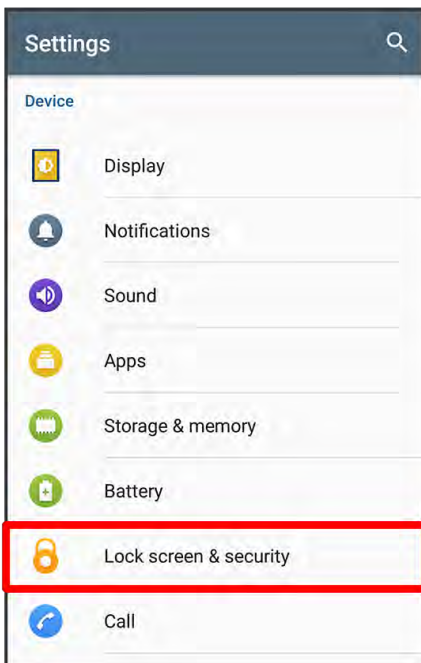 Settings
Device
Display
Notifications
Sound
Apps
Storage & memory
Battery
Lock screen & security
Call